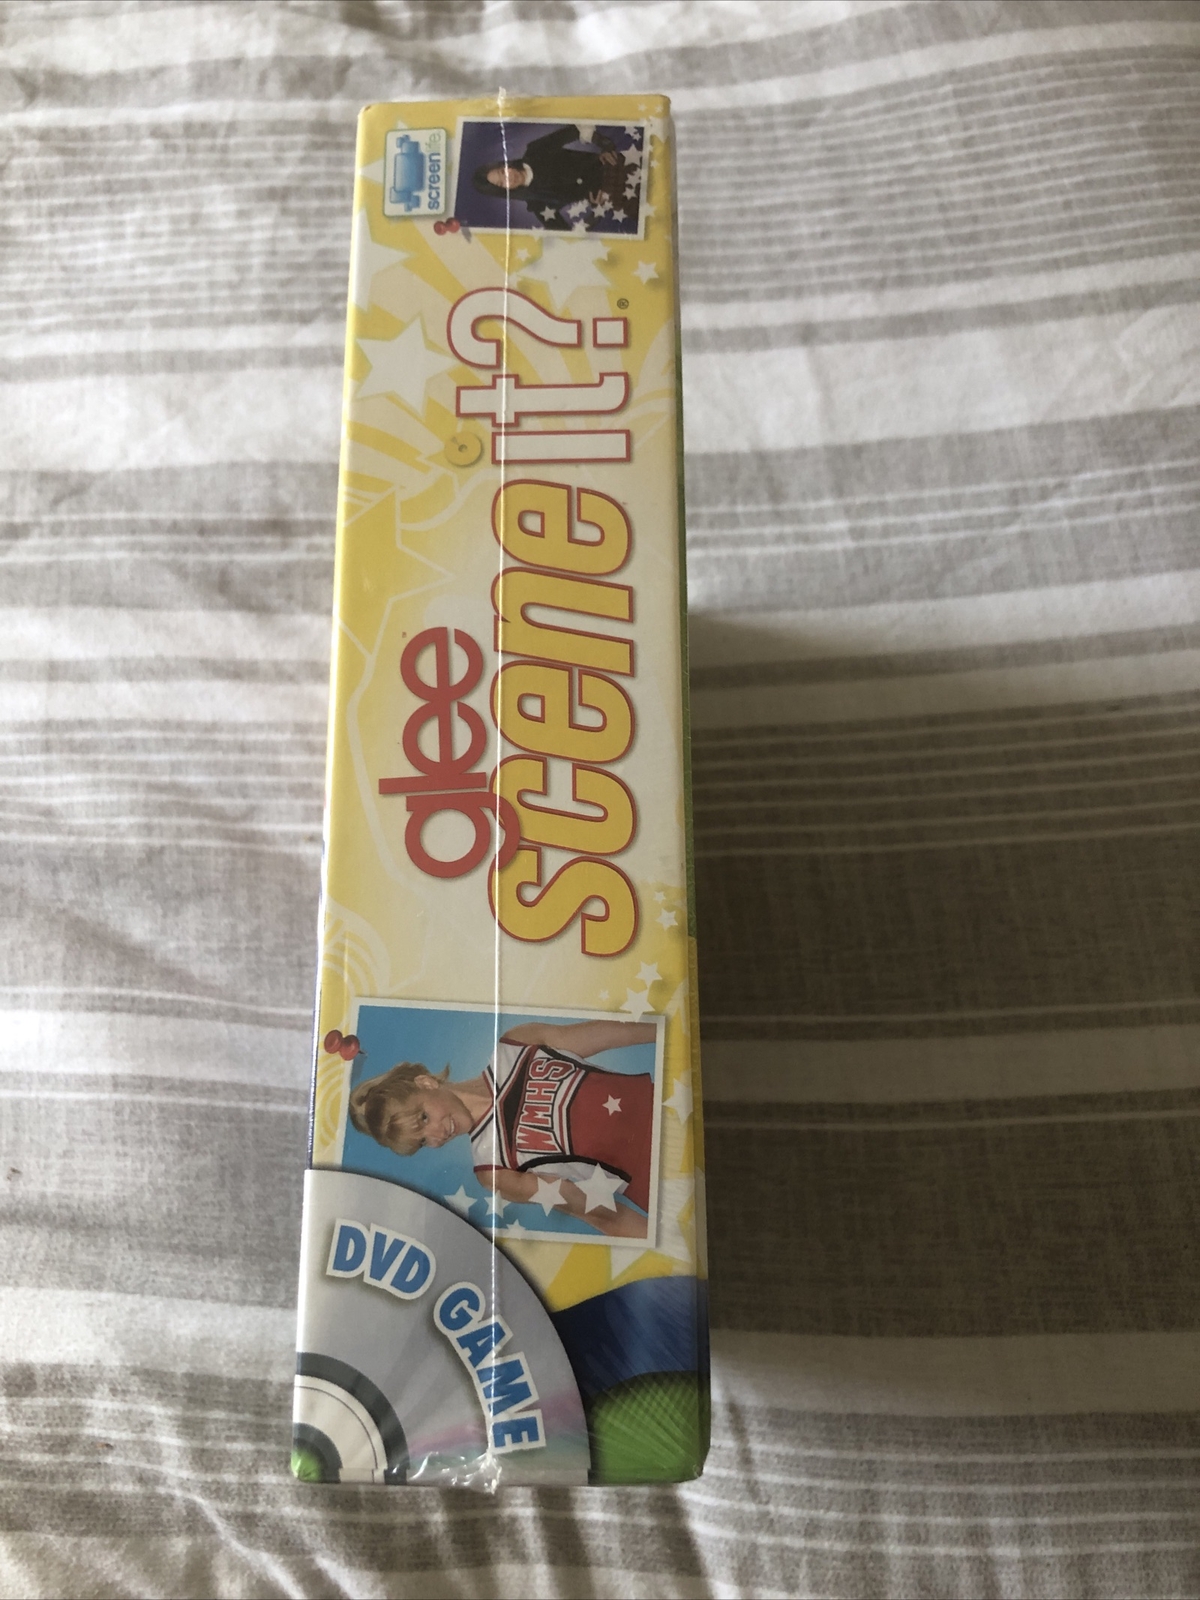 glee
scene it?®
WMHS
DVD GAME
screenlife